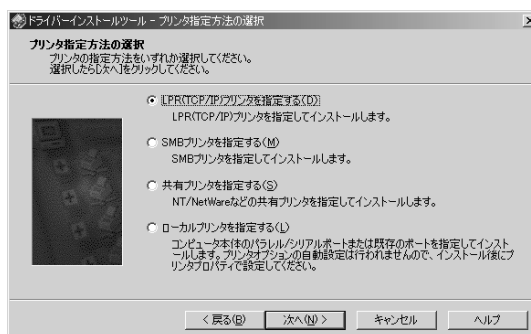 ドライバーインストールツール - プリンタ指定方法の選択
プリンタ指定方法の選択
プリンタの指定方法をいずれか選択してください。
選択したら[次へ]をクリックしてください。
LPR(TCP/IP)プリンタを指定する(D)
LPR(TCP/IP)プリンタを指定してインストールします。
SMBプリンタを指定する(M)
SMBプリンタを指定してインストールします。
共有プリンタを指定する(S)
NT/NetWareなどの共有プリンタを指定してインストールします。
ローカルプリンタを指定する(L)
コンピュータ本体のパラレル/シリアルポートまたは既存のポートを指定してインスト
ールします。プリンタオプションの自動設定は行われませんので、インストール後にプ
リンタプロパティで設定してください。
< 戻る(B)
次へ(N) >
キャンセル
ヘルプ